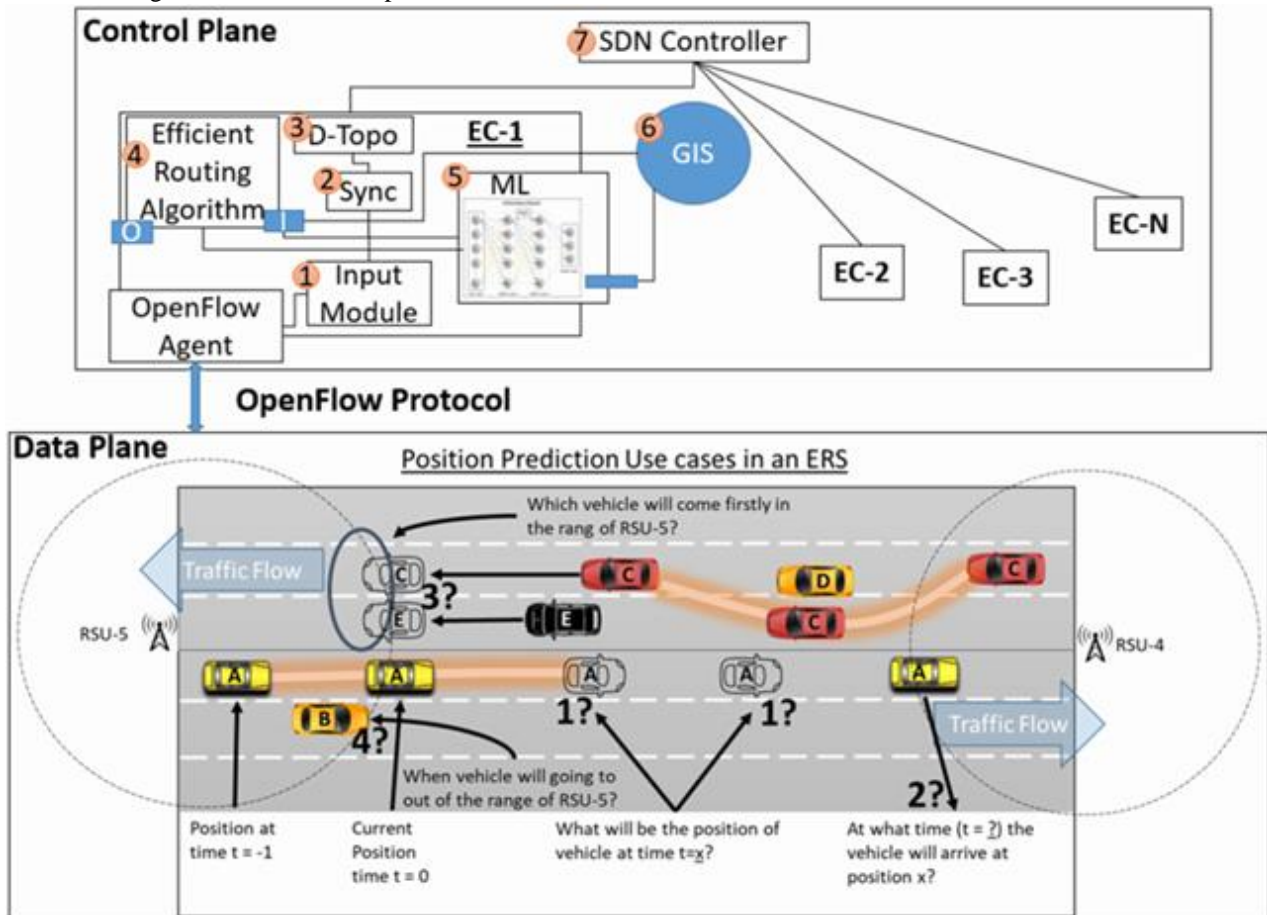 Control Plane
7 SDN Controller
4 Efficient
Routing
Algorithm
3 D-Topo
EC-1
6 GIS
2 Sync
5 ML
O
I
1 Input
Module
OpenFlow
Agent
EC-2
EC-3
EC-N
OpenFlow Protocol
Data Plane
Position Prediction Use cases in an ERS
Which vehicle will come firstly in
the rang of RSU-5?
Traffic Flow
C
3?
E
C
E
D
C
C
RSU-5
RSU-4
A
A
A
A
A
B
4?
1?
1?
Traffic Flow
When vehicle will going to
out of the range of RSU-5?
2?
Position at
time t = -1
Current
Position
time t = 0
What will be the position of
vehicle at time t=x?
At what time (t = ?) the
vehicle will arrive at
position x?